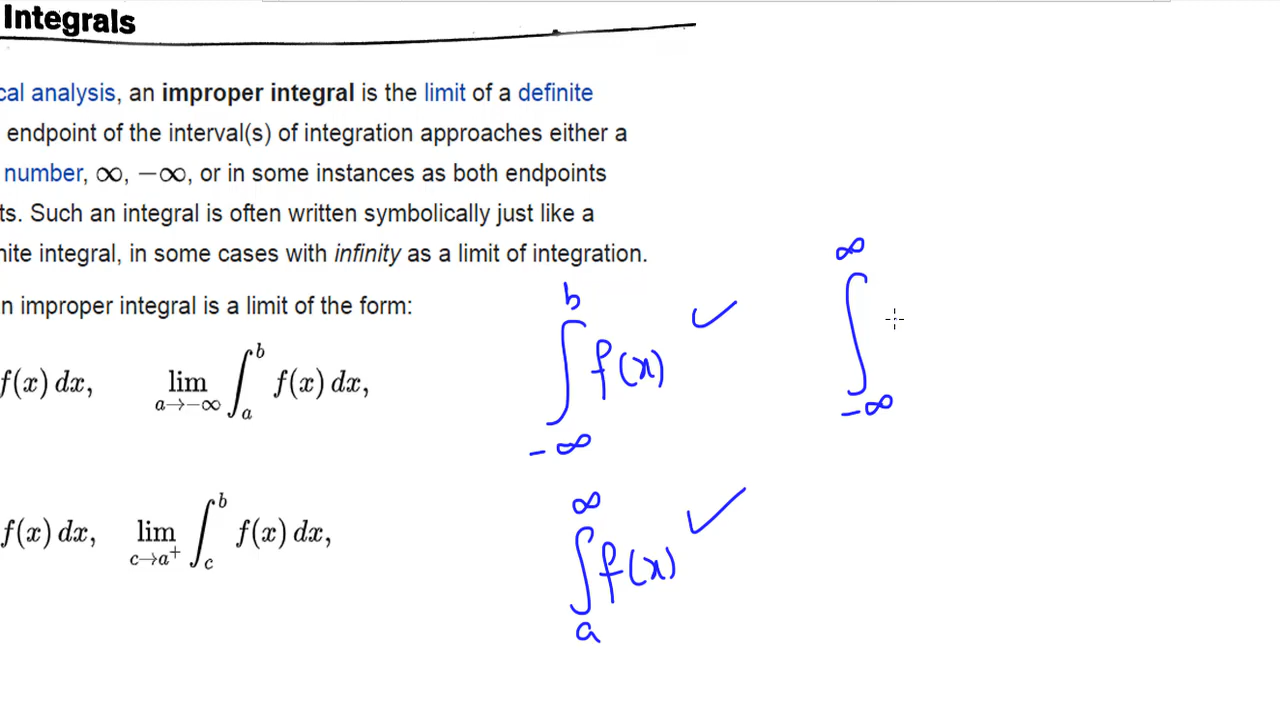 Integrals
cal analysis, an improper integral is the limit of a definite
endpoint of the interval(s) of integration approaches either a
number, ∞, −∞, or in some instances as both endpoints
ts. Such an integral is often written symbolically just like a
nite integral, in some cases with infinity as a limit of integration.
n improper integral is a limit of the form:
f(x) dx, lim a→−∞ ∫_a^b f(x) dx,
f(x) dx, lim c→a⁺ ∫_c^b f(x) dx,
∫_{-∞}^b f(x) ✓
∫_a^∞ f(x) ✓
∫_{-∞}^∞